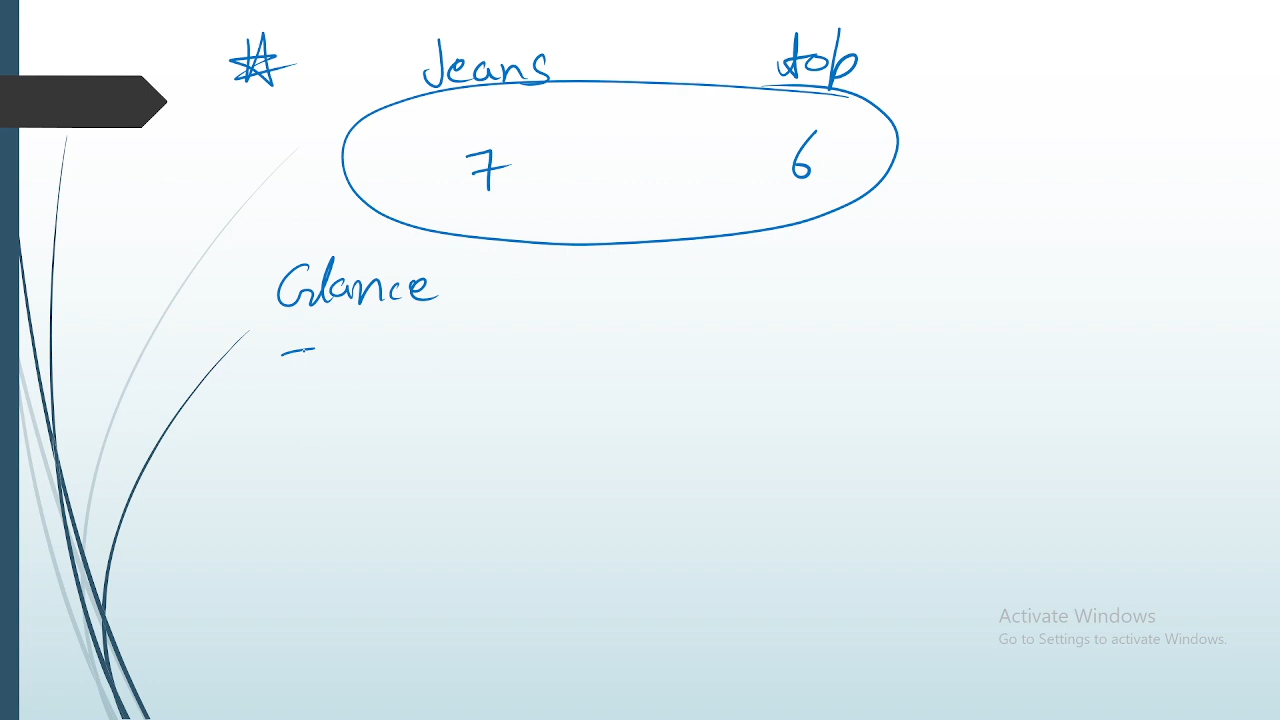 # Jeans top
7 6
Glance
Activate Windows
Go to Settings to activate Windows.